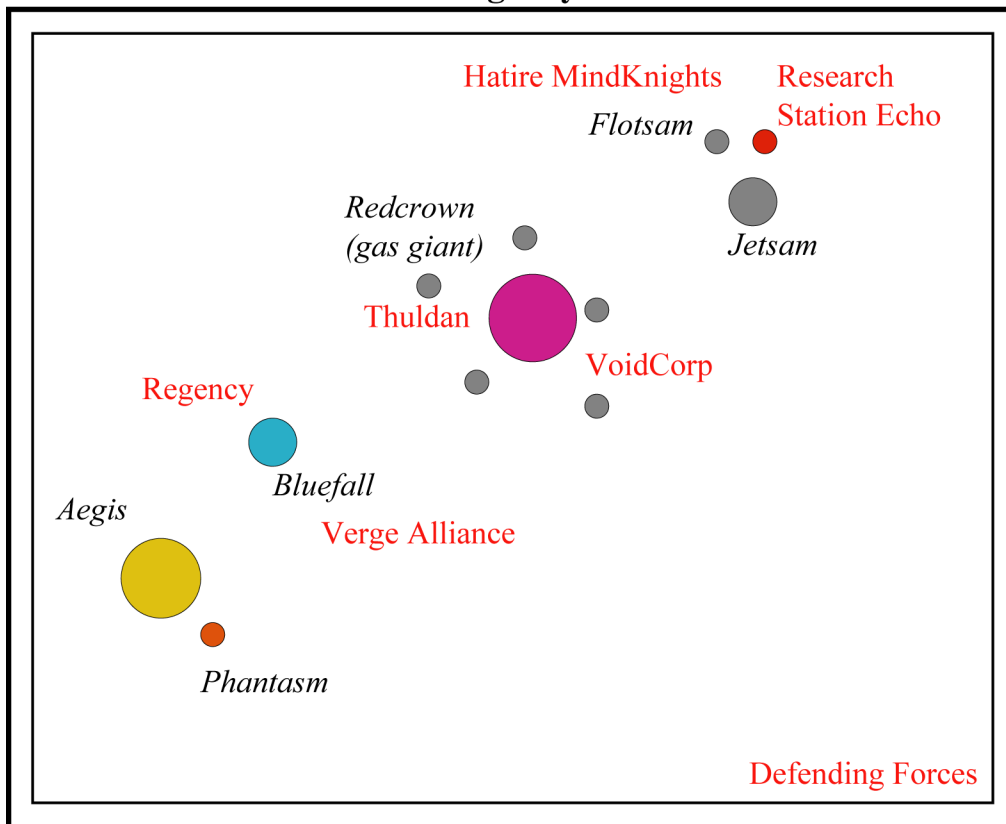 Hatire MindKnights
Research
Station Echo
Flotsam
Redcrown
(gas giant)
Jetsam
Thuldan
VoidCorp
Regency
Bluefall
Aegis
Verge Alliance
Phantasm
Defending Forces